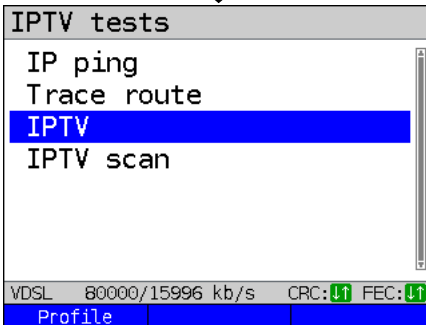 IPTV tests
IP ping
Trace route
IPTV
IPTV scan
VDSL 80000/15996 kb/s CRC:↓↑ FEC:↓↑
Profile